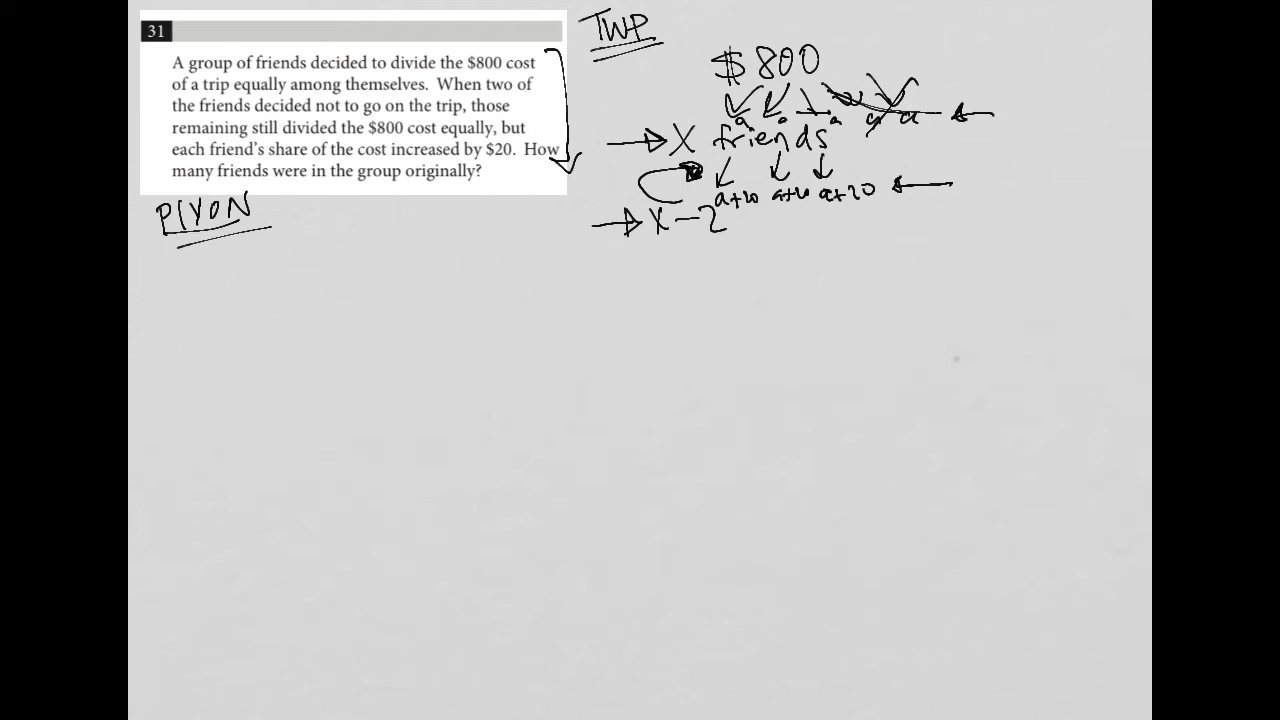 31
A group of friends decided to divide the $800 cost
of a trip equally among themselves. When two of
the friends decided not to go on the trip, those
remaining still divided the $800 cost equally, but
each friend's share of the cost increased by $20. How
many friends were in the group originally?
PIYON
TWP
$800
a a a a a
X friends
a+20 a+20 a+20
X-2